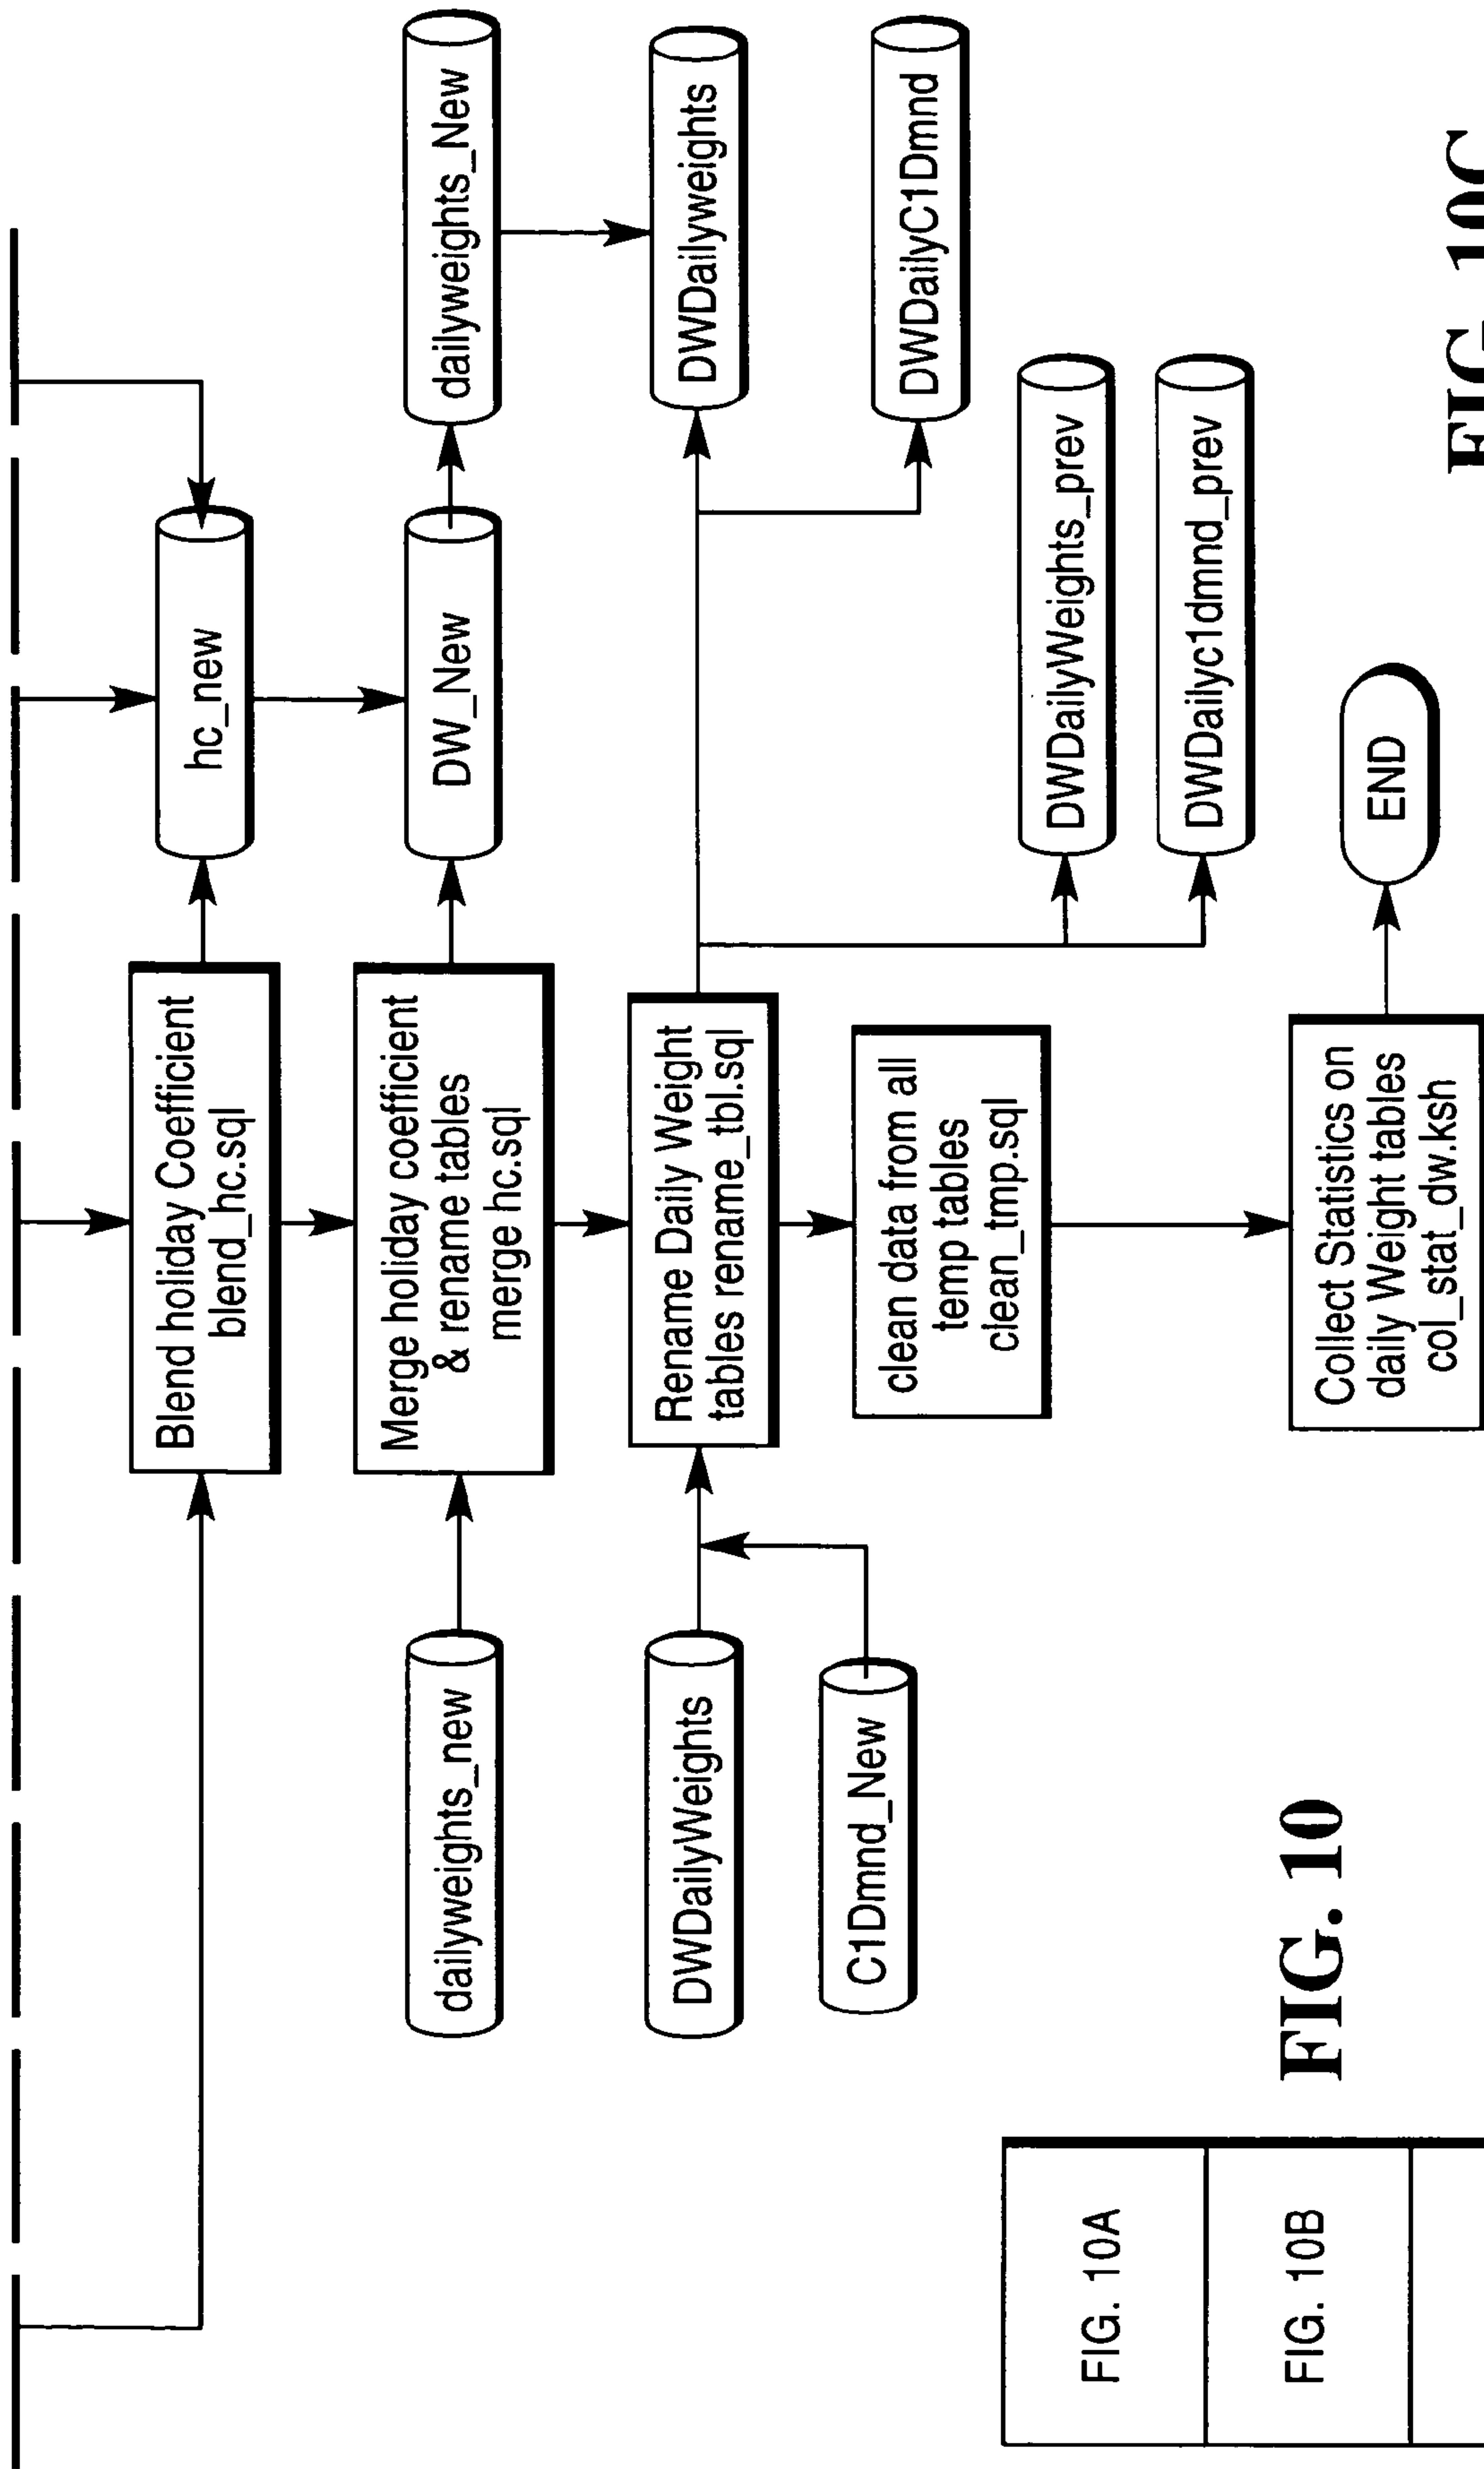 Blend holiday Coefficient
blend_hc.sql
hc_new
dailyweights_new
Merge holiday coefficient
& rename tables
merge hc.sql
DW_New
dailyweights_New
DWDailyWeights
Rename Daily Weight
tables rename_tbl.sql
DWDailyweights
C1Dmnd_New
clean data from all
temp tables
clean_tmp.sql
DWDailyC1Dmnd
DWDailyWeights_prev
DWDailyc1dmnd_prev
Collect Statistics on
daily Weight tables
col_stat_dw.ksh
END
FIG. 10A
FIG. 10B
FIG. 10
FIG. 10C